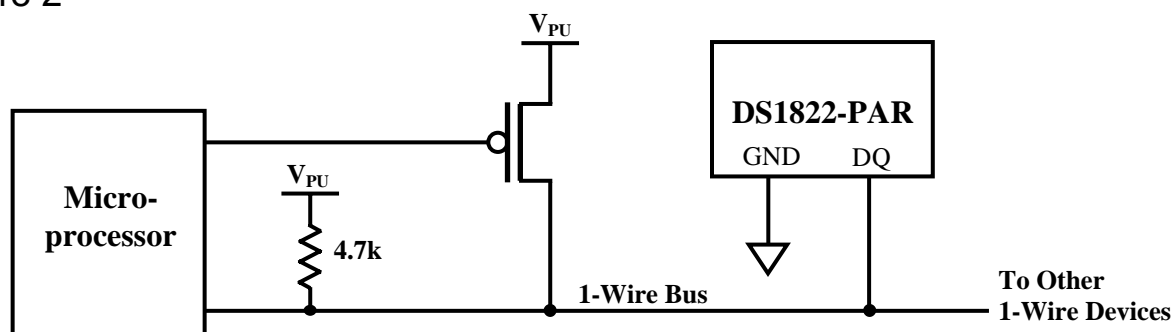 V_PU
DS1822-PAR
GND DQ
V_PU
Micro-
processor
4.7k
1-Wire Bus
To Other
1-Wire Devices